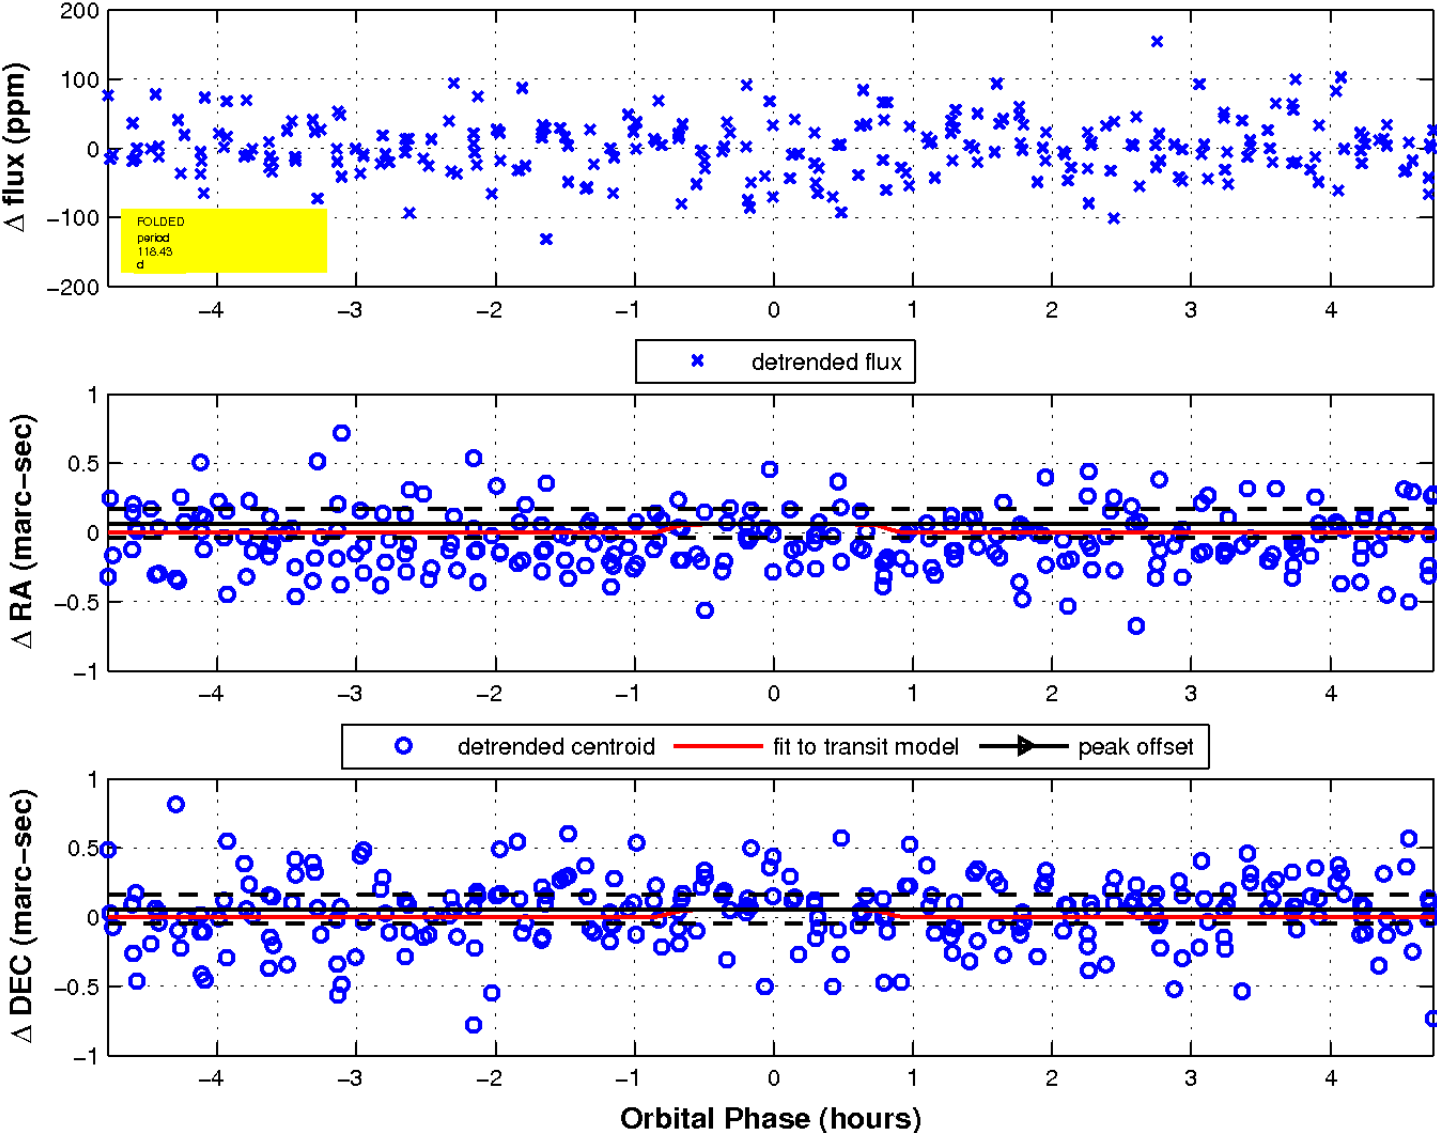 200
100
0
−100
−200
Δ flux (ppm)
FOLDED
period
118.43
d
−4 −3 −2 −1 0 1 2 3 4
detrended flux
1
0.5
0
−0.5
−1
Δ RA (marc−sec)
−4 −3 −2 −1 0 1 2 3 4
detrended centroid fit to transit model peak offset
1
0.5
0
−0.5
−1
Δ DEC (marc−sec)
−4 −3 −2 −1 0 1 2 3 4
Orbital Phase (hours)